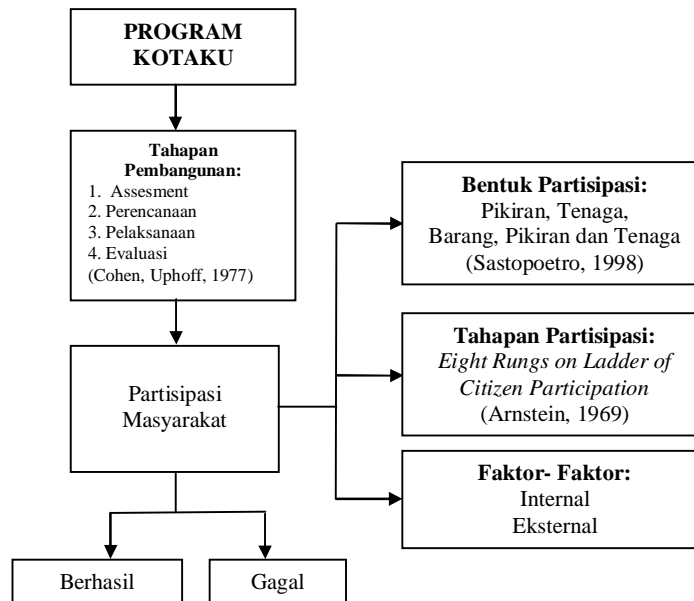 PROGRAM
KOTAKU
Tahapan
Pembangunan:
1. Assesment
2. Perencanaan
3. Pelaksanaan
4. Evaluasi
(Cohen, Uphoff, 1977)
Partisipasi
Masyarakat
Berhasil
Gagal
Bentuk Partisipasi:
Pikiran, Tenaga,
Barang, Pikiran dan Tenaga
(Sastopoetro, 1998)
Tahapan Partisipasi:
Eight Rungs on Ladder of
Citizen Participation
(Arnstein, 1969)
Faktor- Faktor:
Internal
Eksternal